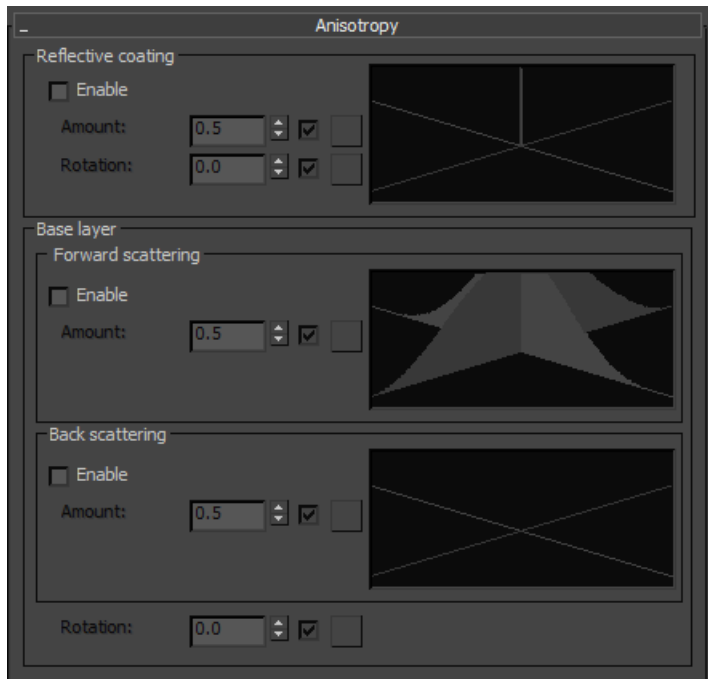 Anisotropy
Reflective coating
Enable
Amount: 0.5
Rotation: 0.0
Base layer
Forward scattering
Enable
Amount: 0.5
Back scattering
Enable
Amount: 0.5
Rotation: 0.0